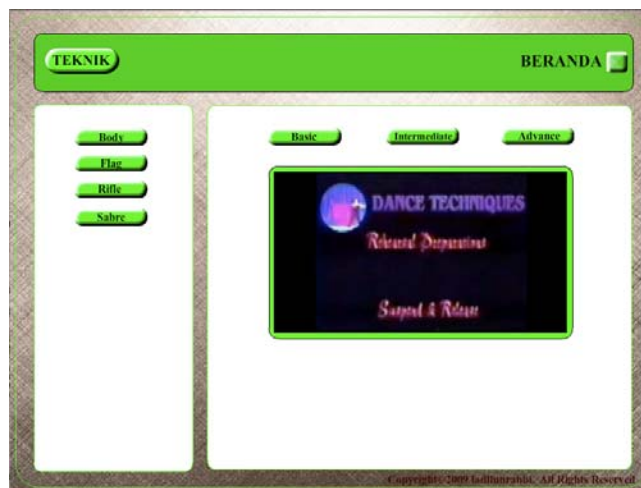 TEKNIK
BERANDA
Body
Flag
Rifle
Sabre
Basic
Intermediate
Advance
DANCE TECHNIQUES
Rehearsal Preparations
Suspend & Release
Copyright©2009 All Rights Reserved